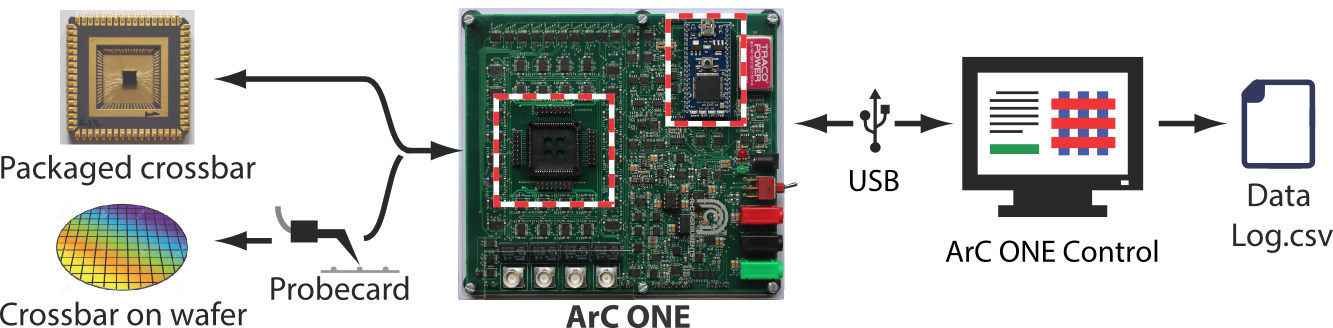 Packaged crossbar
Crossbar on wafer
Probecard
TRACO
POWER
ArC ONE
USB
ArC ONE Control
Data
Log.csv